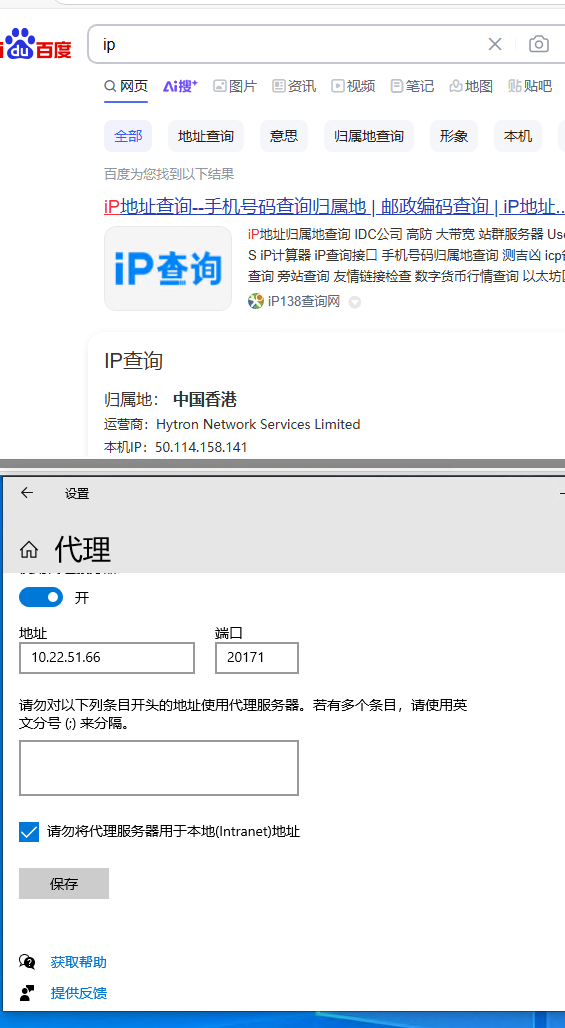 百度
ip
网页 Ai搜+ 图片 资讯 视频 笔记 地图 贴吧
全部 地址查询 意思 归属地查询 形象 本机
百度为您找到以下结果
iP地址查询--手机号码查询归属地 | 邮政编码查询 | iP地址...
iP查询
iP地址归属地查询 IDC公司 高防 大带宽 站群服务器 Use
S iP计算器 iP查询接口 手机号码归属地查询 测吉凶 icp
查询 旁站查询 友情链接检查 数字货币行情查询 以太坊
iP138查询网
IP查询
归属地： 中国香港
运营商：Hytron Network Services Limited
本机IP：50.114.158.141
设置
代理
开
地址 端口
10.22.51.66 20171
请勿对以下列条目开头的地址使用代理服务器。若有多个条目，请使用英
文分号 (;) 来分隔。
请勿将代理服务器用于本地(Intranet)地址
保存
获取帮助
提供反馈